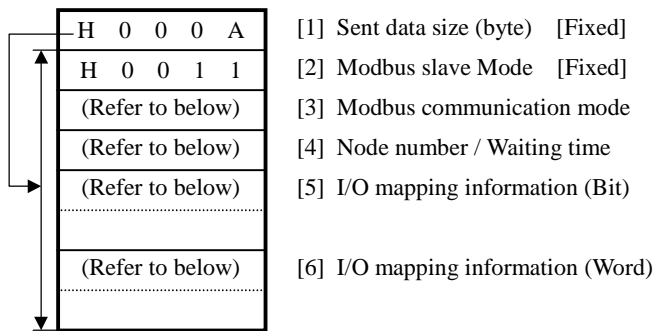 H 0 0 0 A [1] Sent data size (byte) [Fixed]
H 0 0 1 1 [2] Modbus slave Mode [Fixed]
(Refer to below) [3] Modbus communication mode
(Refer to below) [4] Node number / Waiting time
(Refer to below) [5] I/O mapping information (Bit)
(Refer to below) [6] I/O mapping information (Word)